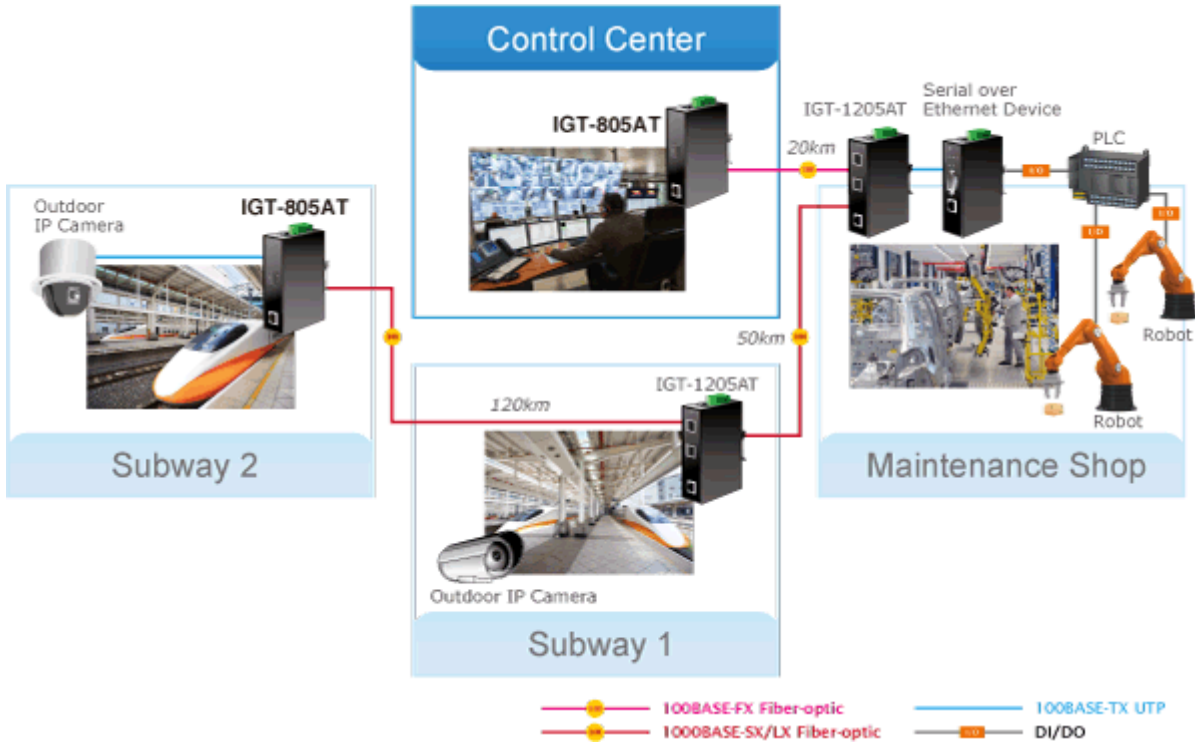 Control Center
IGT-805AT
20km
IGT-1205AT
Serial over
Ethernet Device
PLC
I/O
I/O
I/O
Robot
Robot
Maintenance Shop
Outdoor
IP Camera
IGT-805AT
Subway 2
50km
120km
IGT-1205AT
Outdoor IP Camera
Subway 1
100BASE-FX Fiber-optic
100BASE-TX UTP
1000BASE-SX/LX Fiber-optic
I/O
DI/DO